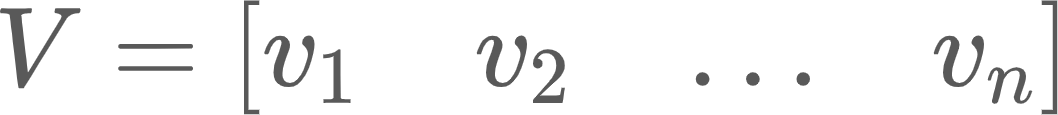 V = [v₁ v₂ … vₙ]